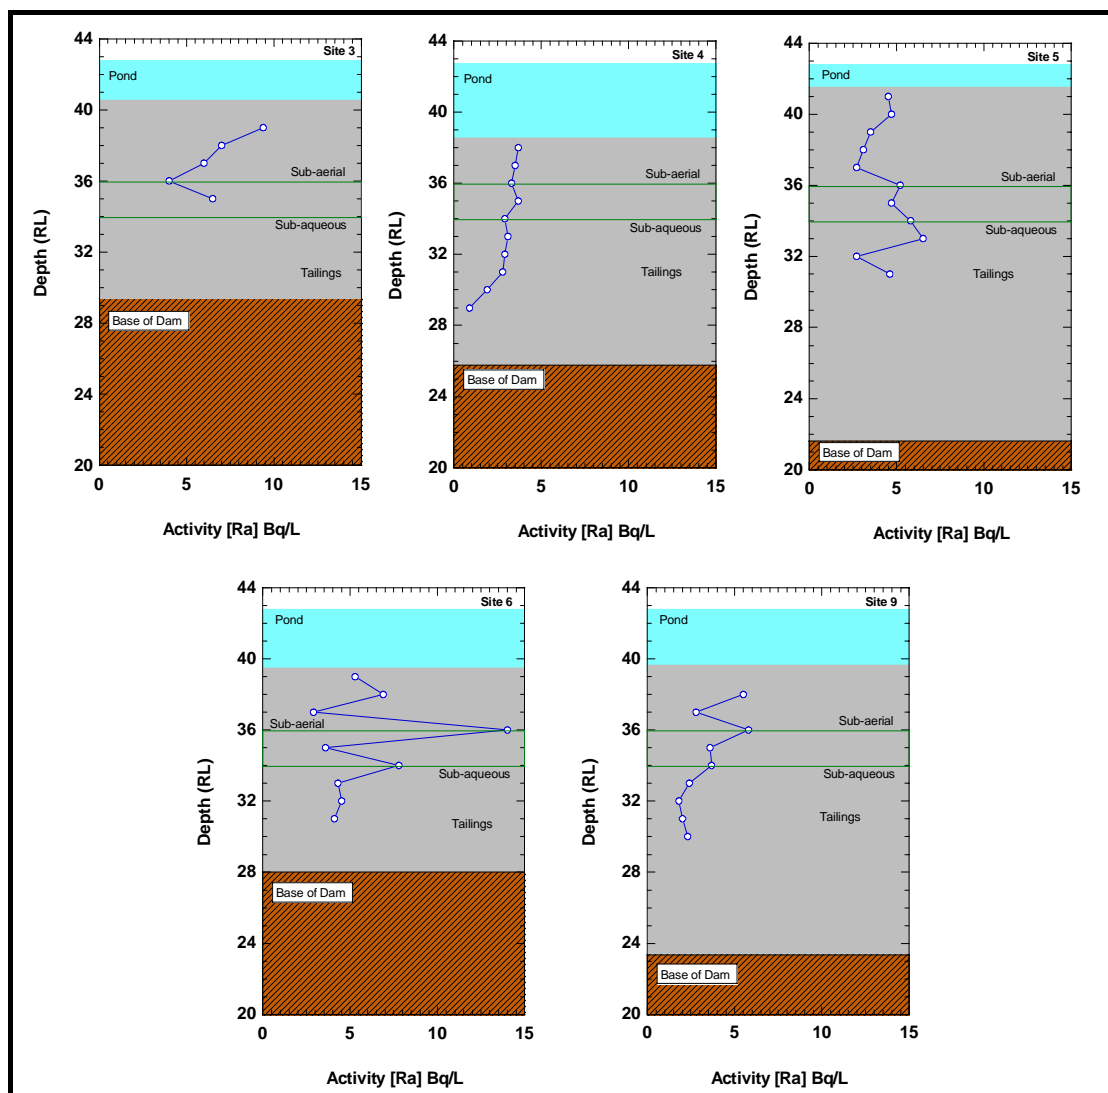 Site 3
44
Pond
40
Sub-aerial
36
Sub-aqueous
32
Tailings
28
Base of Dam
24
20
0 5 10 15
Depth (RL)
Activity [Ra] Bq/L
Site 4
44
Pond
40
Sub-aerial
36
Sub-aqueous
32
Tailings
28
Base of Dam
24
20
0 5 10 15
Depth (RL)
Activity [Ra] Bq/L
Site 5
44
Pond
40
Sub-aerial
36
Sub-aqueous
32
Tailings
28
24
Base of Dam
20
0 5 10 15
Depth (RL)
Activity [Ra] Bq/L
Site 6
44
Pond
40
Sub-aerial
36
Sub-aqueous
32
Tailings
28
Base of Dam
24
20
0 5 10 15
Depth (RL)
Activity [Ra] Bq/L
Site 9
44
Pond
40
Sub-aerial
36
Sub-aqueous
32
Tailings
28
24
Base of Dam
20
0 5 10 15
Depth (RL)
Activity [Ra] Bq/L